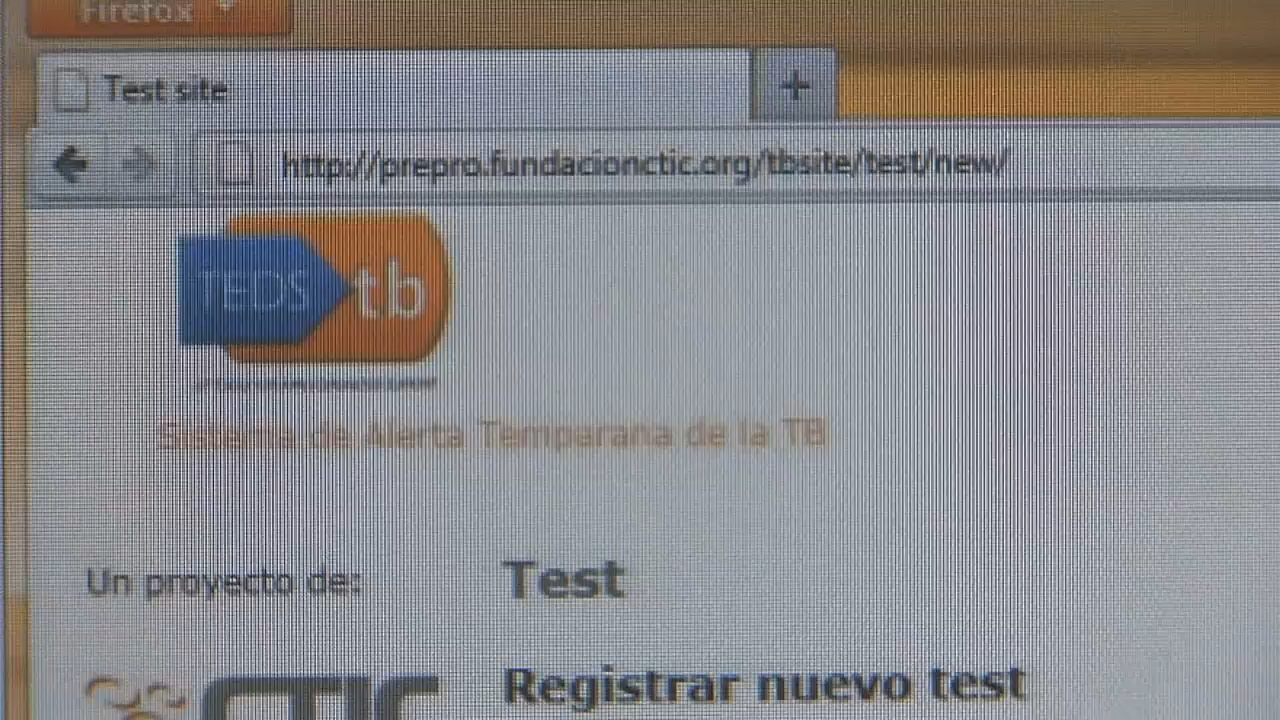 Firefox
Test site
+
http://prepro.fundacionctic.org/tbsite/test/new/
TEDS tb
Sistema de Alerta Temparana de la TB
Un proyecto de:
Test
CTIC
Registrar nuevo test